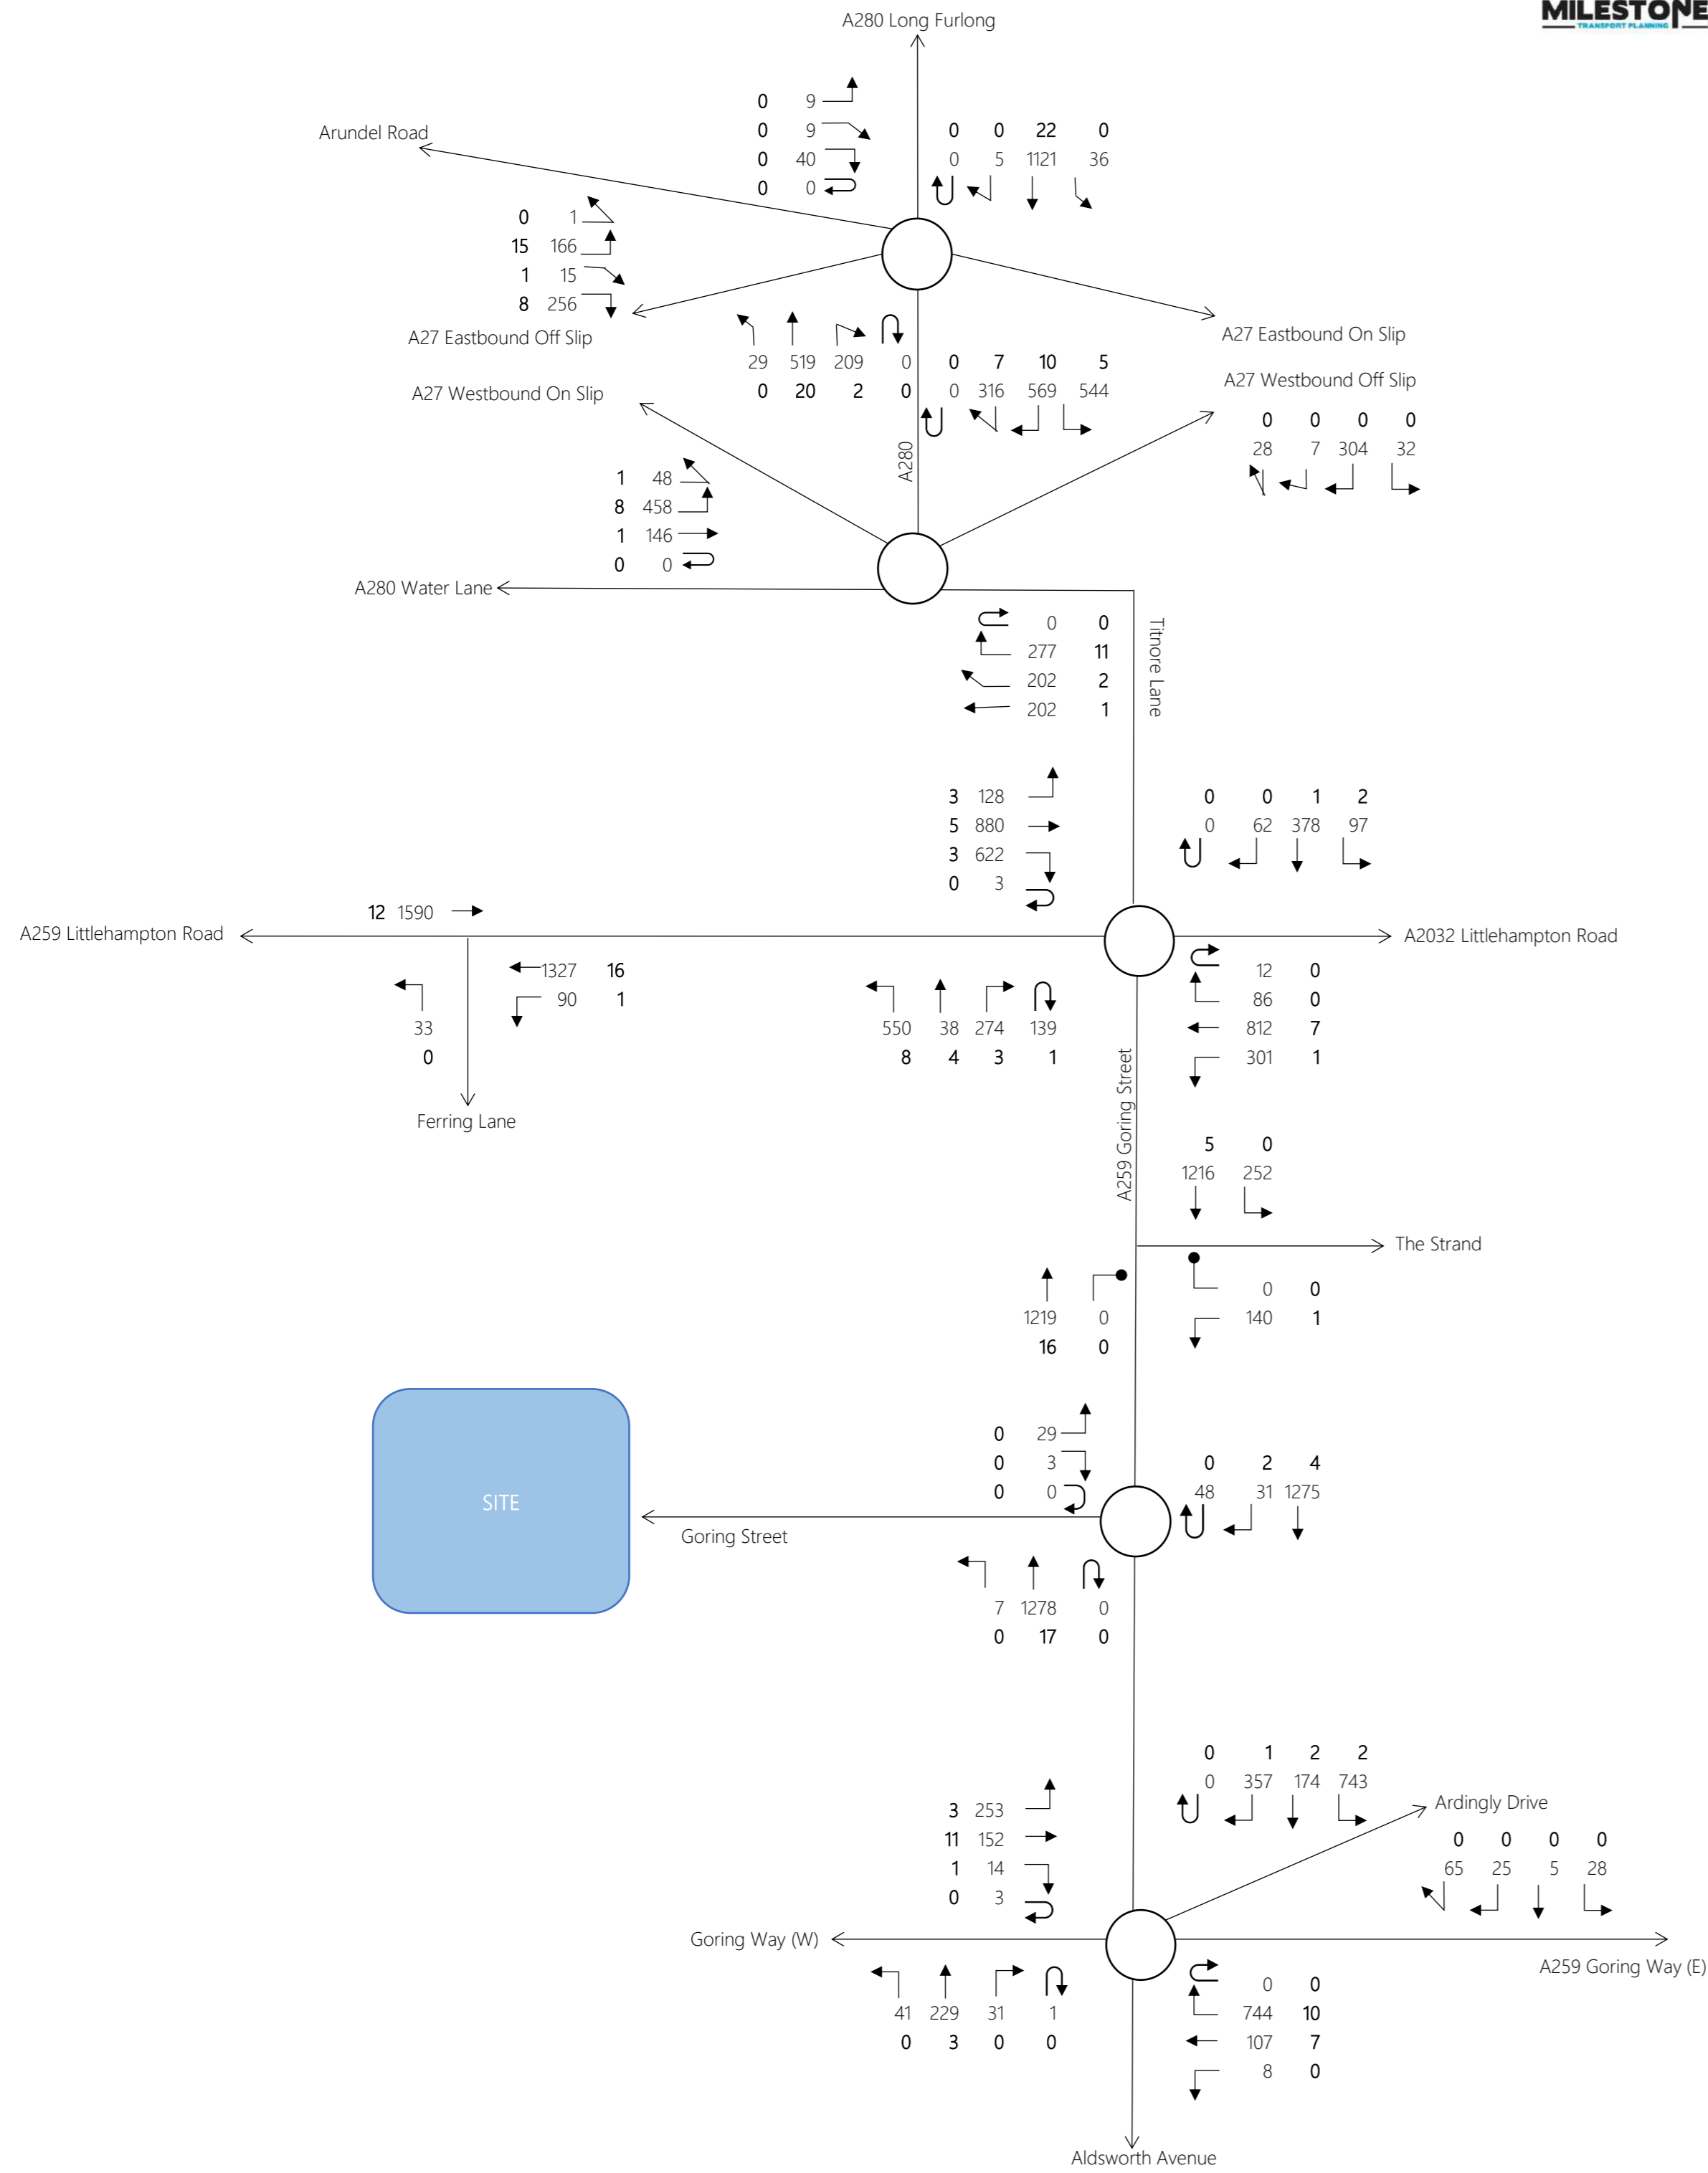 MILESTONE
TRANSPORT PLANNING
A280 Long Furlong
0 9
0 9
0 40
0 0
0 0 22 0
0 5 1121 36
Arundel Road
0 1
15 166
1 15
8 256
A27 Eastbound Off Slip
29 519 209 0
0 20 2 0
0 7 10 5
0 316 569 544
A27 Eastbound On Slip
A27 Westbound On Slip
A27 Westbound Off Slip
0 0 0 0
28 7 304 32
A280
1 48
8 458
1 146
0 0
A280 Water Lane
0 0
277 11
202 2
202 1
Titnore Lane
3 128
5 880
3 622
0 3
0 0 1 2
0 62 378 97
12 1590
A259 Littlehampton Road
A2032 Littlehampton Road
1327 16
90 1
33
0
Ferring Lane
550 38 274 139
8 4 3 1
12 0
86 0
812 7
301 1
A259 Goring Street
5 0
1216 252
The Strand
1219 0
16 0
0 0
140 1
SITE
0 29
0 3
0 0
0 2 4
48 31 1275
Goring Street
7 1278 0
0 17 0
0 1 2 2
0 357 174 743
3 253
11 152
1 14
0 3
Ardingly Drive
0 0 0 0
65 25 5 28
Goring Way (W)
A259 Goring Way (E)
41 229 31 1
0 3 0 0
0 0
744 10
107 7
8 0
Aldsworth Avenue